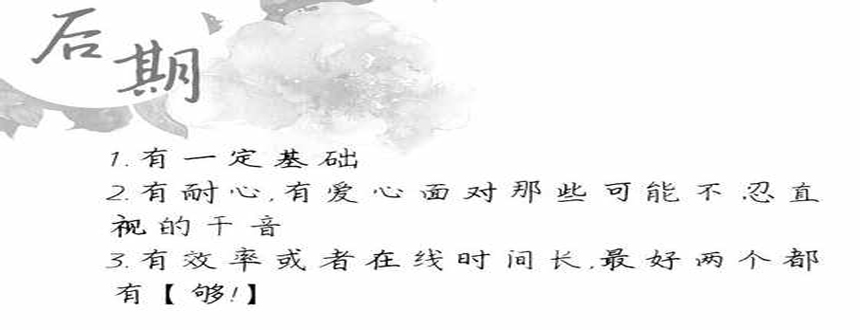 后期
1.有一定基础
2.有耐心,有爱心面对那些可能不忍直
视的干音
3.有效率或者在线时间长,最好两个都
有【够!】